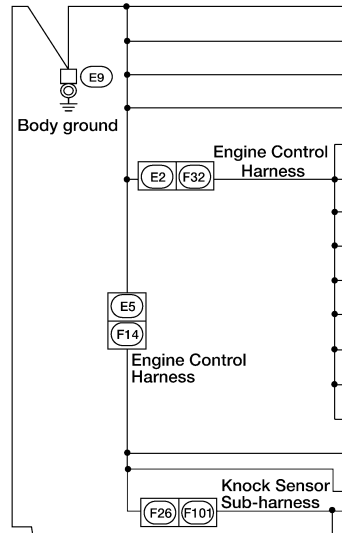 E9
Body ground
Engine Control
Harness
E2 F32
E5
F14
Engine Control
Harness
Knock Sensor
Sub-harness
F26 F101